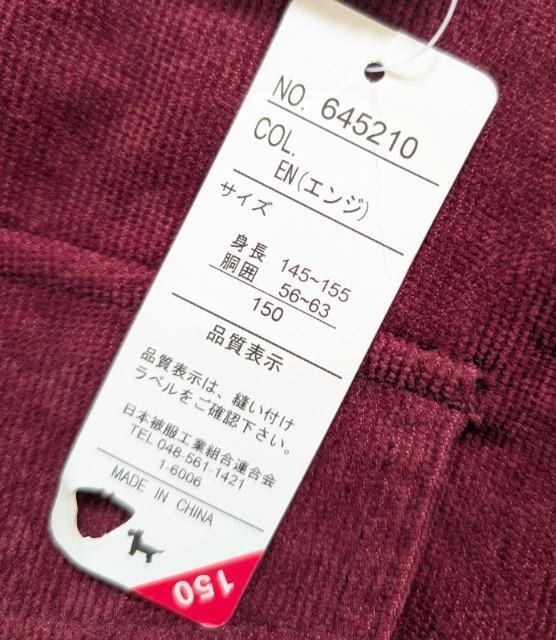 NO. 645210
COL.
EN(エンジ)
サイズ
身長 145~155
胴囲 56~63
150
品質表示
品質表示は、縫い付け
ラベルをご確認下さい。
日本被服工業組合連合会
TEL 048-561-1421
1-6006
MADE IN CHINA
150